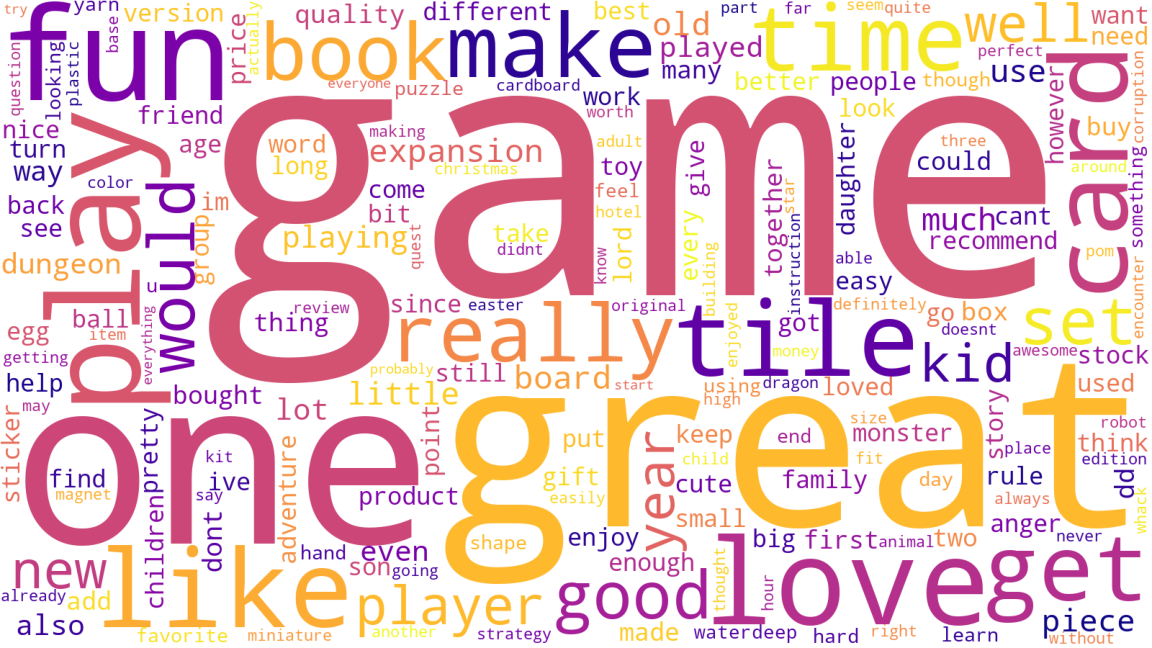 try yarn version quality different best part far seem quite
fun base price actually book make old time well want
question looking plastic played perfect need
everyone puzzle cardboard many better people though use
friend work look however card corruption
nice play age word game making worth adult buy
turn long expansion toy daughter three
way christmas give could around
color would come feel together star
back im bit hotel much cant something
see group playing take every recommend
dungeon quest didnt know lord building instruction able pom
u easy encounter
review since easter original definitely go box set
egg ball thing really tile got doesnt
item everything enjoyed
getting probably still money kid awesome stock
help bought little board start using dragon loved used
may high
sticker lot one great size story robot
pretty point put keep end monster think
find kit ive adventure gift year child fit place edition
magnet say product easily cute family day rule dd
small always whack
children dont shape enjoy big first animal two anger never
new hand even enough love get
already like son going thought hour
add player good piece
also favorite miniature another strategy made waterdeep hard right learn without